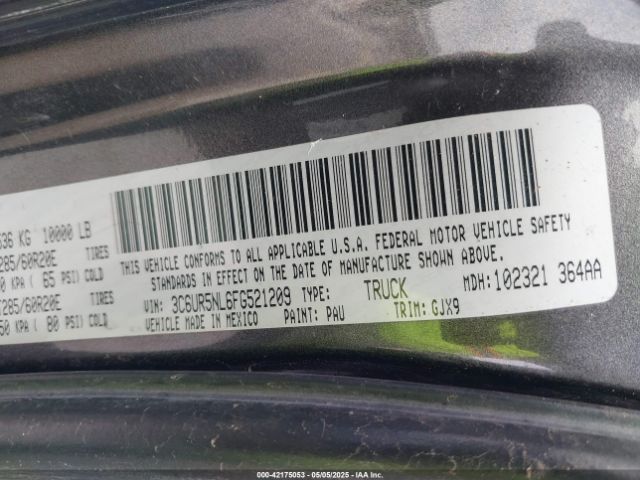 636 KG 10000 LB
285/60R20E TIRES
0 KPA ( 65 PSI) COLD
285/60R20E TIRES
50 KPA ( 80 PSI) COLD
THIS VEHICLE CONFORMS TO ALL APPLICABLE U.S.A. FEDERAL MOTOR VEHICLE SAFETY
STANDARDS IN EFFECT ON THE DATE OF MANUFACTURE SHOWN ABOVE.
VIN: 3C6UR5NL6FG521209 TYPE: TRUCK MDH: 102321 364AA
VEHICLE MADE IN MEXICO PAINT: PAU TRIM: GJX9
000-42175053 - 05/05/2025 - IAA Inc.